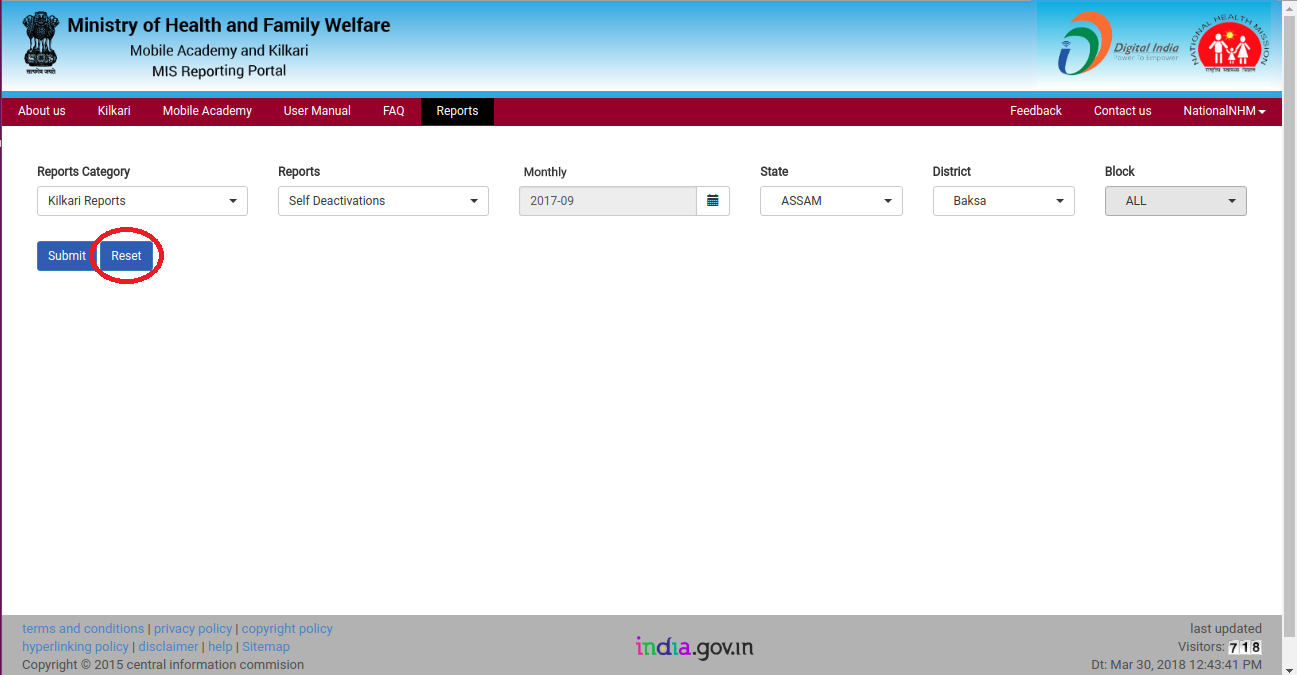 Ministry of Health and Family Welfare
Mobile Academy and Kilkari
MIS Reporting Portal
सत्यमेव जयते
Digital India
Power To Empower
NATIONAL HEALTH MISSION
राष्ट्रीय स्वास्थ्य मिशन
About us Kilkari Mobile Academy User Manual FAQ Reports Feedback Contact us NationalNHM
Reports Category Reports Monthly State District Block
Kilkari Reports Self Deactivations 2017-09 ASSAM Baksa ALL
Submit Reset
terms and conditions | privacy policy | copyright policy
hyperlinking policy | disclaimer | help | Sitemap
Copyright © 2015 central information commision
india.gov.in
last updated
Visitors: 718
Dt: Mar 30, 2018 12:43:41 PM